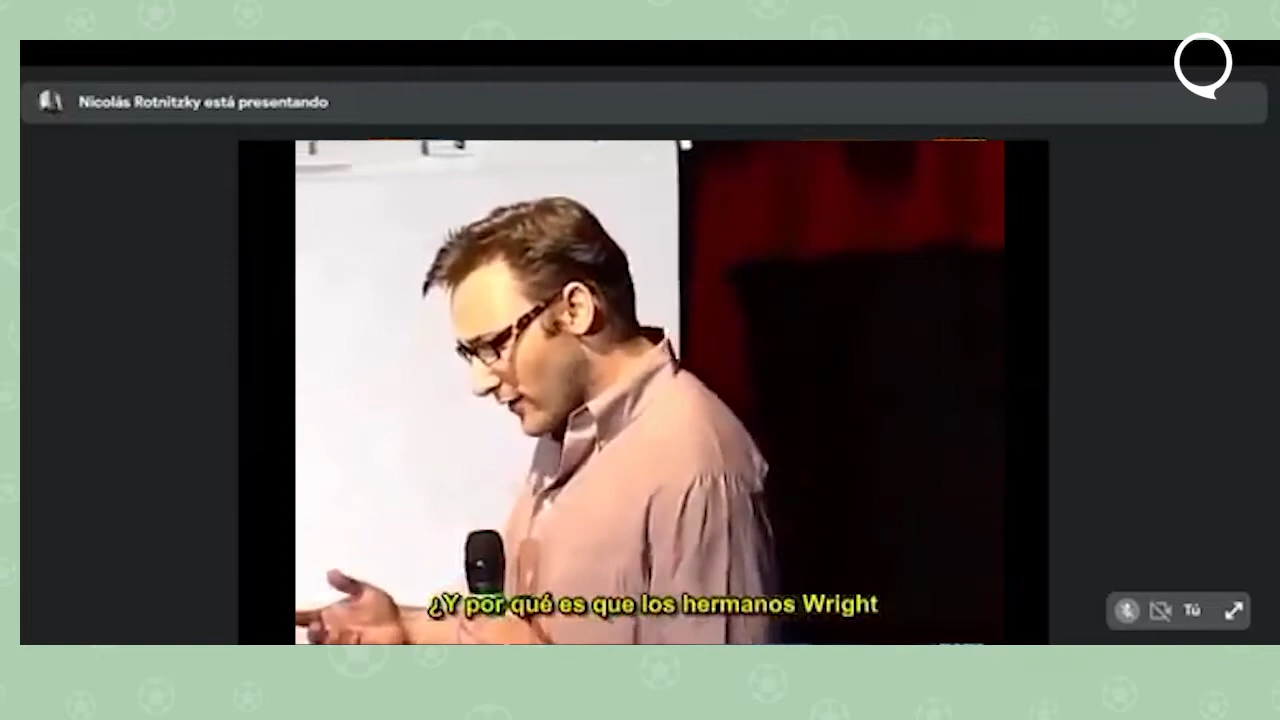 Nicolás Rotnitzky está presentando
¿Y por qué es que los hermanos Wright
Tú